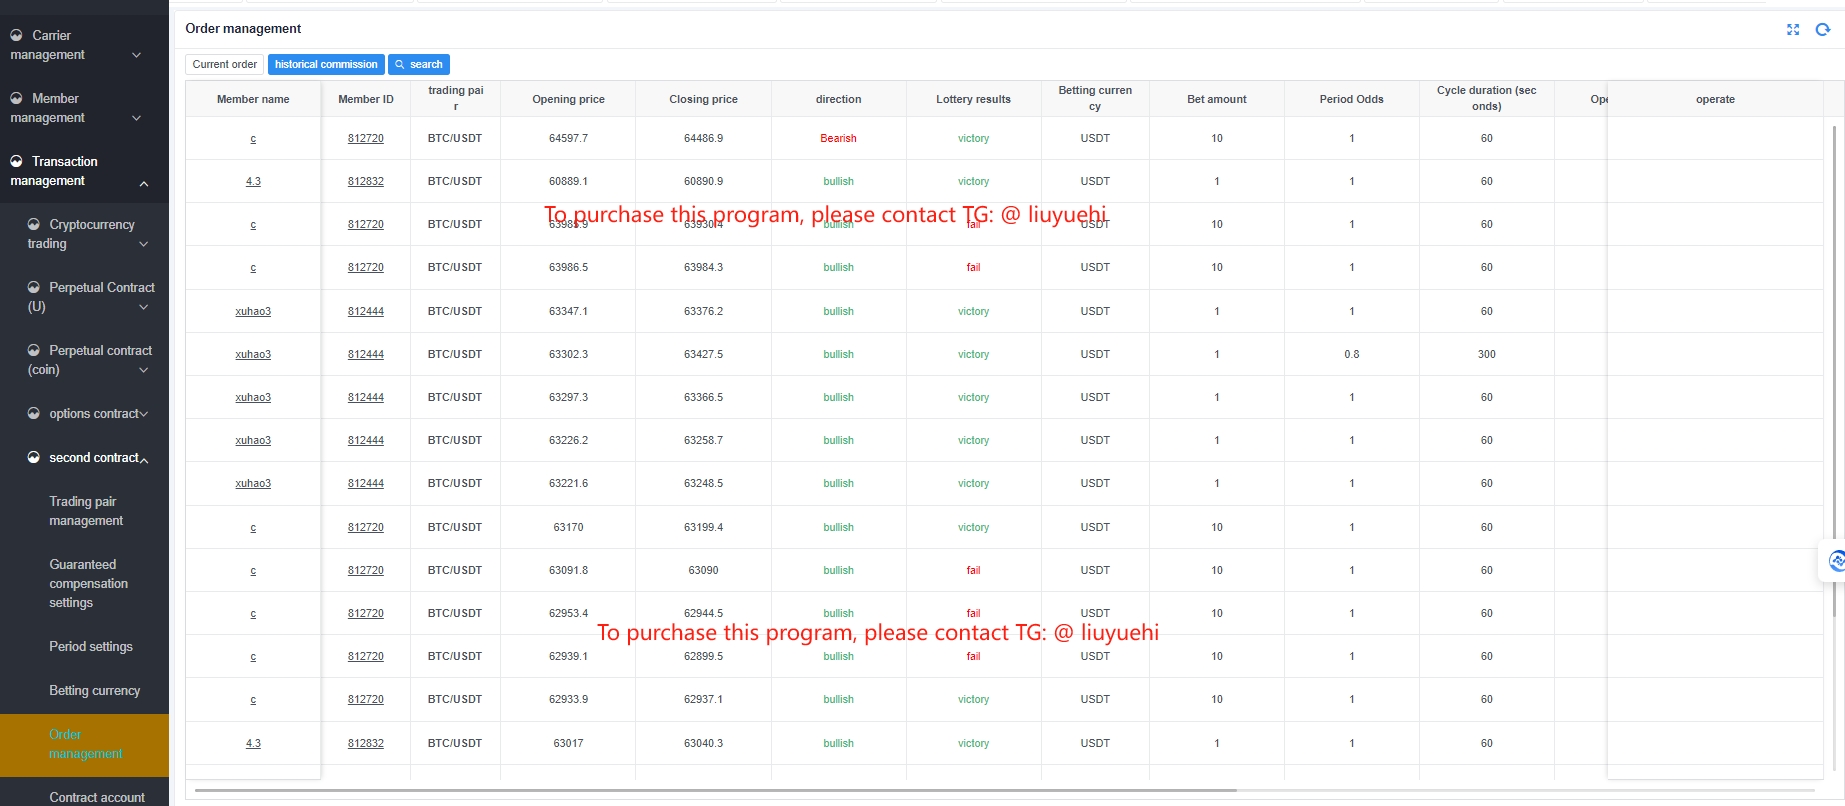 Carrier
management
Member
management
Transaction
management
Cryptocurrency
trading
Perpetual Contract
(U)
Perpetual contract
(coin)
options contract
second contract
Trading pair
management
Guaranteed
compensation
settings
Period settings
Betting currency
Order
management
Contract account
Order management
Current order historical commission search
Member name Member ID trading pai
r Opening price Closing price direction Lottery results Betting curren
cy Bet amount Period Odds Cycle duration (sec
onds) Ope operate
c 812720 BTC/USDT 64597.7 64486.9 Bearish victory USDT 10 1 60
4.3 812832 BTC/USDT 60889.1 60890.9 bullish victory USDT 1 1 60
To purchase this program, please contact TG: @ liuyuehi
c 812720 BTC/USDT 63985.9 63930.4 bullish fail USDT 10 1 60
c 812720 BTC/USDT 63986.5 63984.3 bullish fail USDT 10 1 60
xuhao3 812444 BTC/USDT 63347.1 63376.2 bullish victory USDT 1 1 60
xuhao3 812444 BTC/USDT 63302.3 63427.5 bullish victory USDT 1 0.8 300
xuhao3 812444 BTC/USDT 63297.3 63366.5 bullish victory USDT 1 1 60
xuhao3 812444 BTC/USDT 63226.2 63258.7 bullish victory USDT 1 1 60
xuhao3 812444 BTC/USDT 63221.6 63248.5 bullish victory USDT 1 1 60
c 812720 BTC/USDT 63170 63199.4 bullish victory USDT 10 1 60
c 812720 BTC/USDT 63091.8 63090 bullish fail USDT 10 1 60
c 812720 BTC/USDT 62953.4 62944.5 bullish fail USDT 10 1 60
To purchase this program, please contact TG: @ liuyuehi
c 812720 BTC/USDT 62939.1 62899.5 bullish fail USDT 10 1 60
c 812720 BTC/USDT 62933.9 62937.1 bullish victory USDT 10 1 60
4.3 812832 BTC/USDT 63017 63040.3 bullish victory USDT 1 1 60